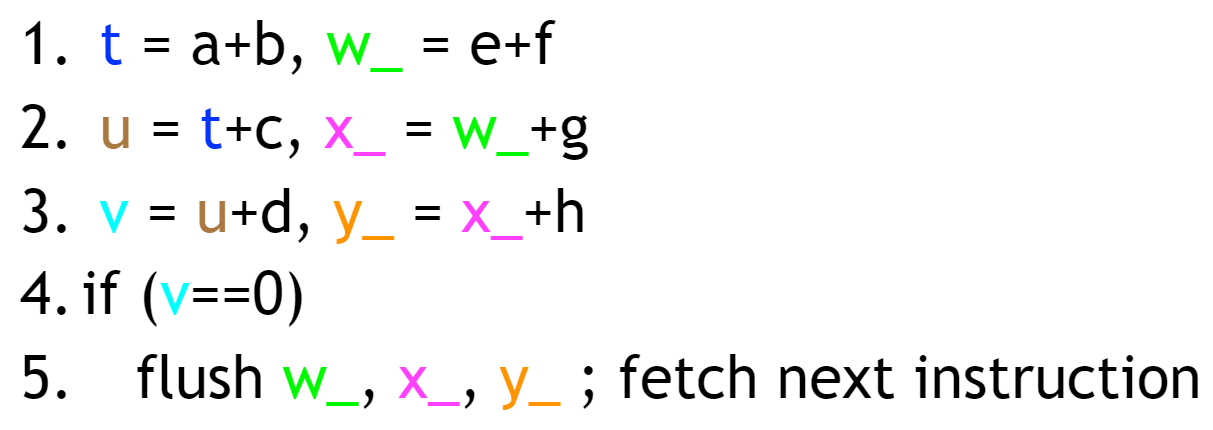 1. t = a+b, w_ = e+f
2. u = t+c, x_ = w_+g
3. v = u+d, y_ = x_+h
4. if (v==0)
5. flush w_, x_, y_ ; fetch next instruction